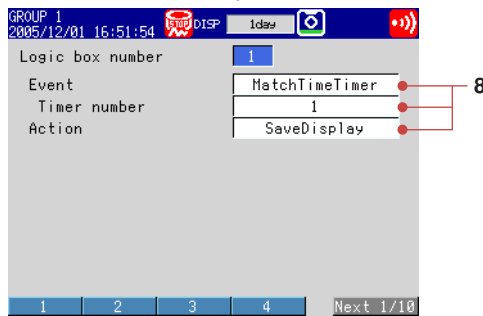 GROUP 1
2005/12/01 16:51:54 STOP DISP 1day
Logic box number 1
Event MatchTimeTimer 8
Timer number 1
Action SaveDisplay
1 2 3 4 Next 1/10